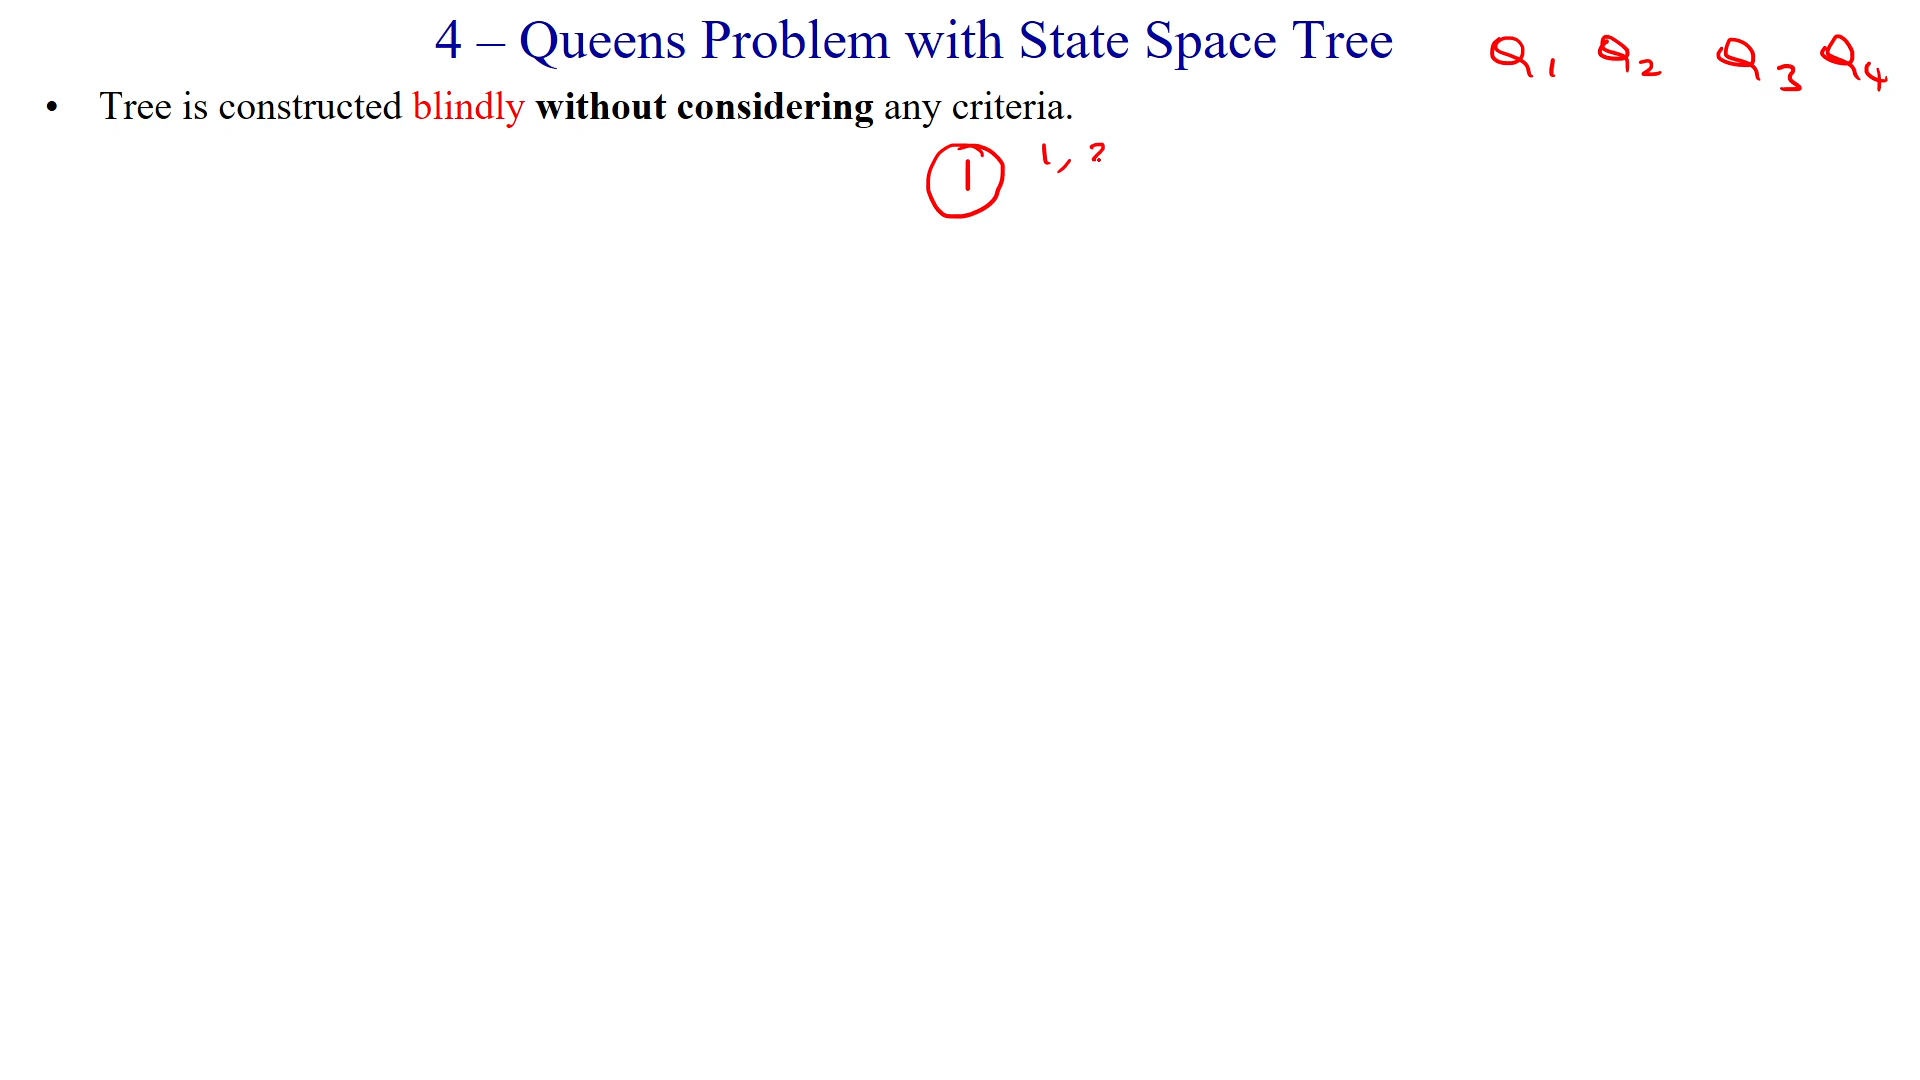 4 – Queens Problem with State Space Tree
Q1 Q2 Q3 Q4
• Tree is constructed blindly without considering any criteria.
1 1, 2